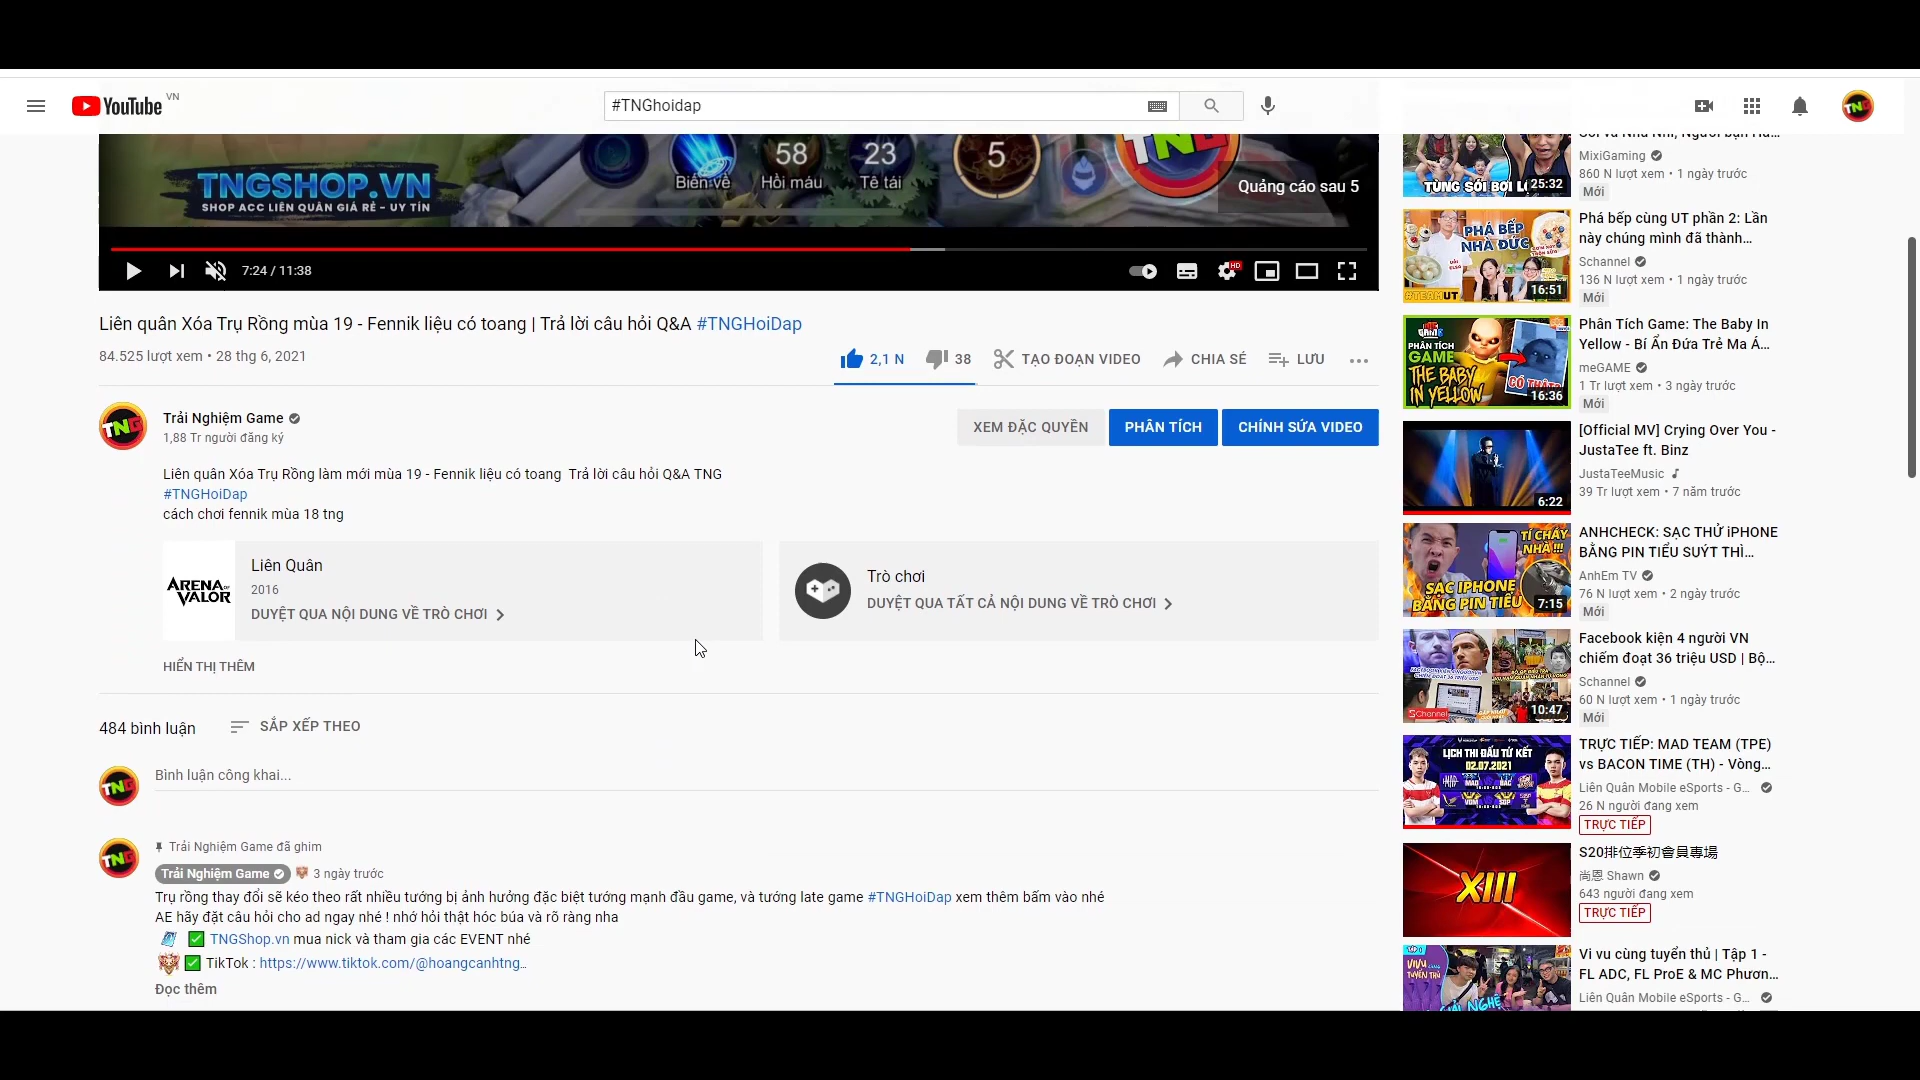 YouTube VN
#TNGhoidap
TNGSHOP.VN
SHOP ACC LIÊN QUÂN GIÁ RẺ - UY TÍN
Biến về
58
Hồi máu
23
Tê tái
5
TNG
Quảng cáo sau 5
7:24 / 11:38
HD
Liên quân Xóa Trụ Rồng mùa 19 - Fennik liệu có toang | Trả lời câu hỏi Q&A #TNGHoiDap
84.525 lượt xem • 28 thg 6, 2021
2,1 N
38
TẠO ĐOẠN VIDEO
CHIA SẺ
LƯU
TNG
Trải Nghiệm Game
1,88 Tr người đăng ký
XEM ĐẶC QUYỀN
PHÂN TÍCH
CHỈNH SỬA VIDEO
Liên quân Xóa Trụ Rồng làm mới mùa 19 - Fennik liệu có toang  Trả lời câu hỏi Q&A TNG
#TNGHoiDap
cách chơi fennik mùa 18 tng
ARENA OF
VALOR
Liên Quân
2016
DUYỆT QUA NỘI DUNG VỀ TRÒ CHƠI
Trò chơi
DUYỆT QUA TẤT CẢ NỘI DUNG VỀ TRÒ CHƠI
HIỂN THỊ THÊM
484 bình luận
SẮP XẾP THEO
TNG
Bình luận công khai...
TNG
Trải Nghiệm Game đã ghim
Trải Nghiệm Game
3 ngày trước
Trụ rồng thay đổi sẽ kéo theo rất nhiều tướng bị ảnh hưởng đặc biệt tướng mạnh đầu game, và tướng late game #TNGHoiDap xem thêm bấm vào nhé
AE hãy đặt câu hỏi cho ad ngay nhé ! nhớ hỏi thật hóc búa và rõ ràng nha
TNGShop.vn mua nick và tham gia các EVENT nhé
TikTok : https://www.tiktok.com/@hoangcanhtng...
Đọc thêm
TNG
TÙNG SÓI BƠI
25:32
MixiGaming
860 N lượt xem • 1 ngày trước
Mới
PHÁ BẾP
NHÀ ĐỨC
#TEAMUT
16:51
Phá bếp cùng UT phần 2: Lần
này chúng mình đã thành...
Schannel
136 N lượt xem • 1 ngày trước
Mới
PHÂN TÍCH
GAME
THE BABY
IN YELLOW
CÓ THẬT
16:36
Phân Tích Game: The Baby In
Yellow - Bí Ẩn Đứa Trẻ Ma Á...
meGAME
1 Tr lượt xem • 3 ngày trước
Mới
6:22
[Official MV] Crying Over You -
JustaTee ft. Binz
JustaTeeMusic
39 Tr lượt xem • 7 năm trước
TÍ CHÁY
NHÀ !!!
SẠC IPHONE
BẰNG PIN TIỂU
7:15
ANHCHECK: SẠC THỬ iPHONE
BẰNG PIN TIỂU SUÝT THÌ...
AnhEm TV
76 N lượt xem • 2 ngày trước
Mới
Schannel
10:47
Facebook kiện 4 người VN
chiếm đoạt 36 triệu USD | Bộ...
Schannel
60 N lượt xem • 1 ngày trước
Mới
LỊCH THI ĐẤU TỨ KẾT
02.07.2021
TRỰC TIẾP: MAD TEAM (TPE)
vs BACON TIME (TH) - Vòng...
Liên Quân Mobile eSports - G...
26 N người đang xem
TRỰC TIẾP
XIII
S20排位季初會員專場
尚恩 Shawn
643 người đang xem
TRỰC TIẾP
Vi vu cùng tuyển thủ | Tập 1 -
FL ADC, FL ProE & MC Phươn...
Liên Quân Mobile eSports - G...